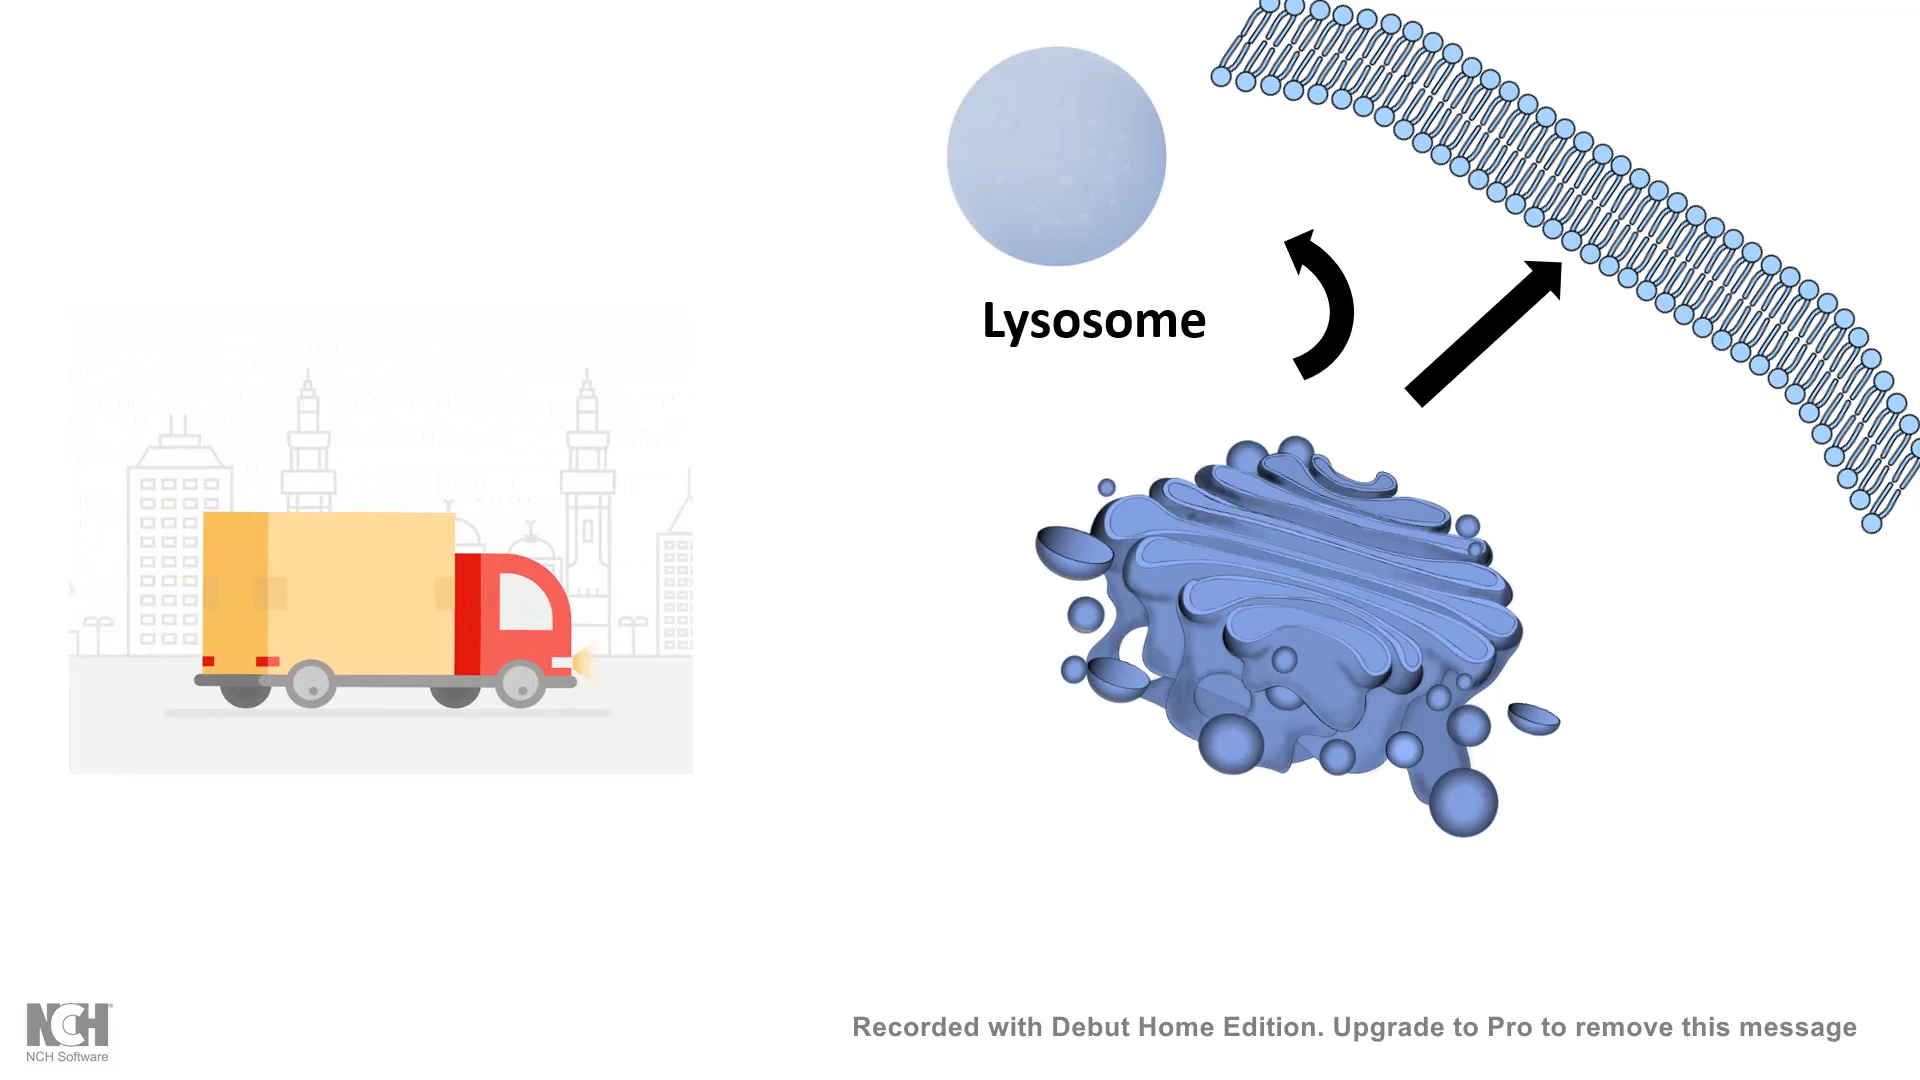 Lysosome
NCH
NCH Software
Recorded with Debut Home Edition. Upgrade to Pro to remove this message